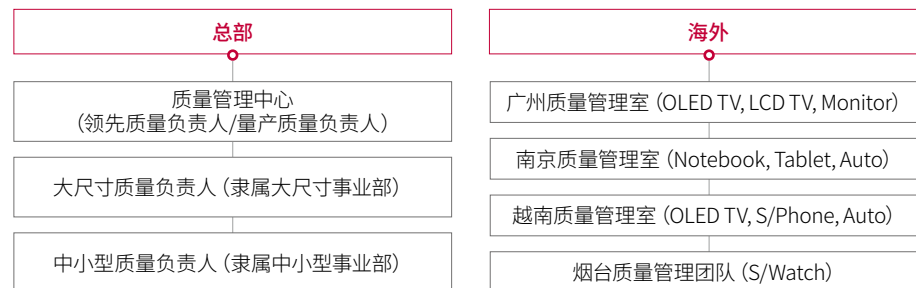 总部
质量管理中心
（领先质量负责人/量产质量负责人）
大尺寸质量负责人（隶属大尺寸事业部）
中小型质量负责人（隶属中小型事业部）
海外
广州质量管理室（OLED TV, LCD TV, Monitor）
南京质量管理室（Notebook, Tablet, Auto）
越南质量管理室（OLED TV, S/Phone, Auto）
烟台质量管理团队（S/Watch）